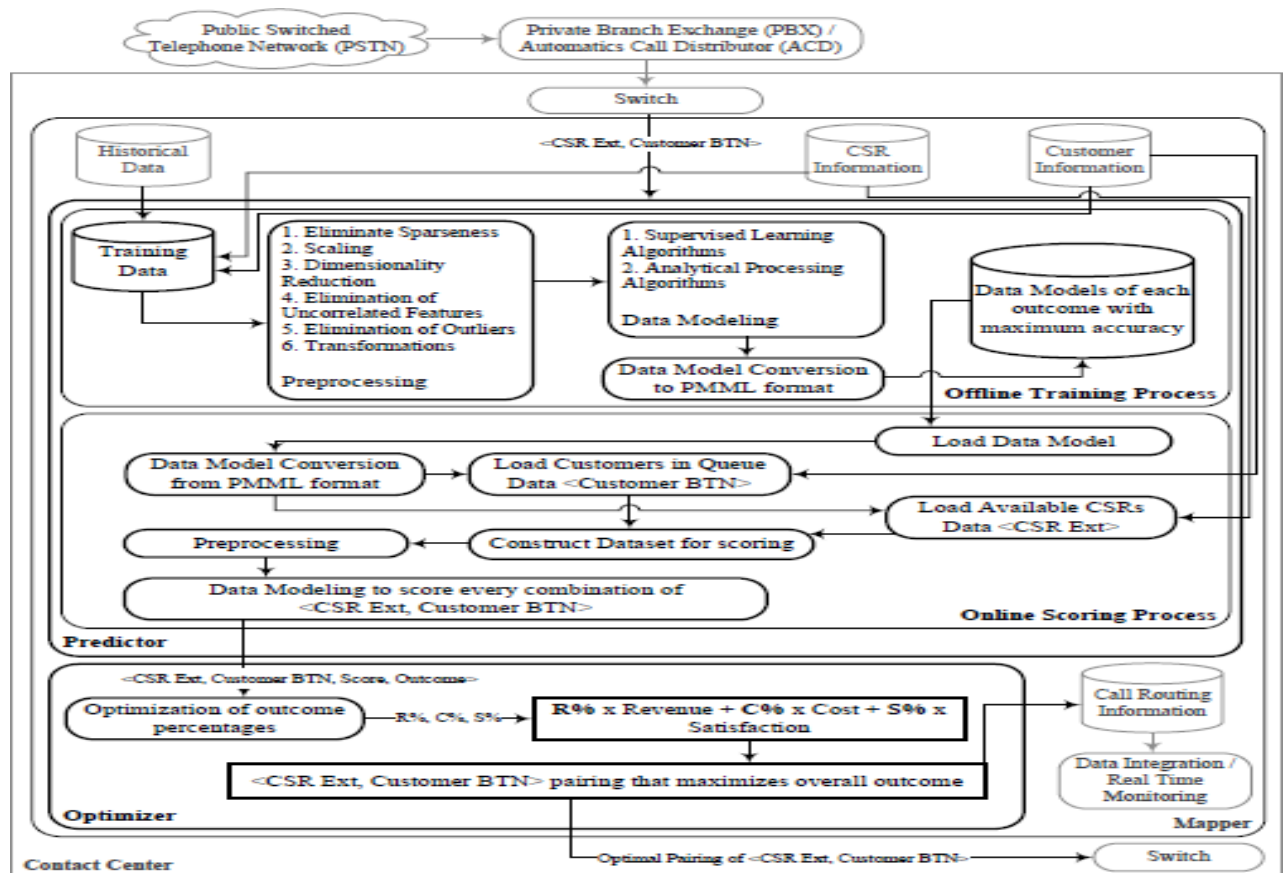 Public Switched
Telephone Network (PSTN)
Private Branch Exchange (PBX) /
Automatics Call Distributor (ACD)
Switch
Historical
Data
<CSR Ext, Customer BTN>
CSR
Information
Customer
Information
Training
Data
1. Eliminate Sparseness
2. Scaling
3. Dimensionality
Reduction
4. Elimination of
Uncorrelated Features
5. Elimination of Outliers
6. Transformations
Preprocessing
1. Supervised Learning
Algorithms
2. Analytical Processing
Algorithms
Data Modeling
Data Model Conversion
to PMML format
Data Models of each
outcome with
maximum accuracy
Offline Training Process
Load Data Model
Data Model Conversion
from PMML format
Load Customers in Queue
Data <Customer BTN>
Load Available CSRs
Data <CSR Ext>
Preprocessing
Construct Dataset for scoring
Data Modeling to score every combination of
<CSR Ext, Customer BTN>
Online Scoring Process
Predictor
<CSR Ext, Customer BTN, Score, Outcome>
Optimization of outcome
percentages
R%, C%, S%
R% x Revenue + C% x Cost + S% x
Satisfaction
Call Routing
Information
<CSR Ext, Customer BTN> pairing that maximizes overall outcome
Data Integration /
Real Time
Monitoring
Optimizer
Mapper
Contact Center
Optimal Pairing of <CSR Ext, Customer BTN>
Switch